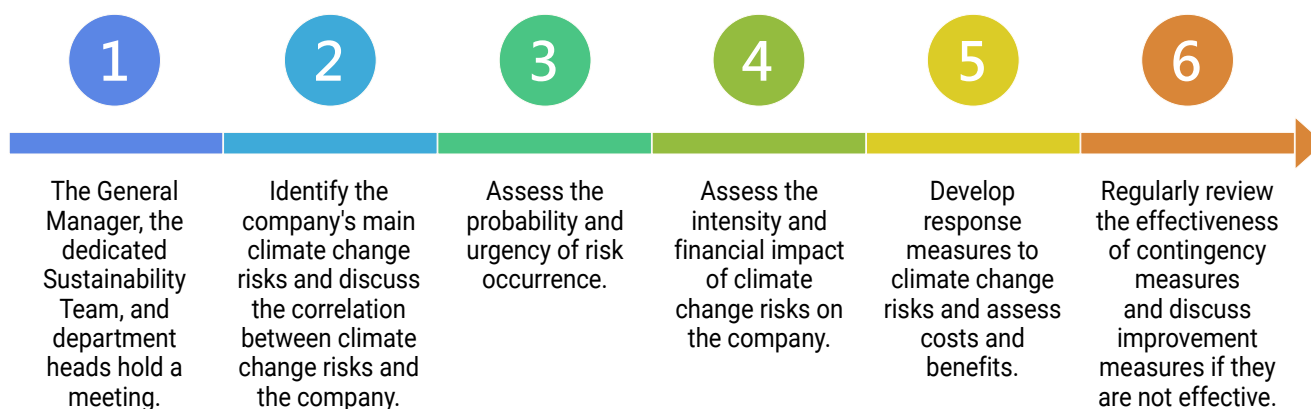 1
The General
Manager, the
dedicated
Sustainability
Team, and
department
heads hold a
meeting.
2
Identify the
company's main
climate change
risks and discuss
the correlation
between climate
change risks and
the company.
3
Assess the
probability and
urgency of risk
occurrence.
4
Assess the
intensity and
financial impact
of climate
change risks on
the company.
5
Develop
response
measures to
climate change
risks and assess
costs and
benefits.
6
Regularly review
the effectiveness
of contingency
measures
and discuss
improvement
measures if they
are not effective.